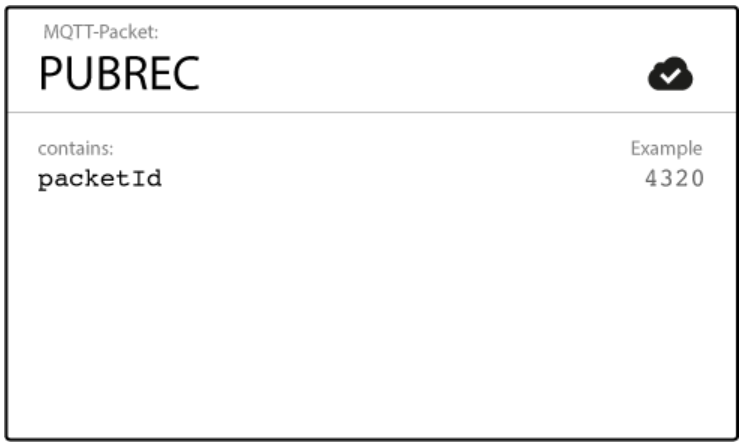 MQTT-Packet:
PUBREC
contains:
Example
packetId
4320